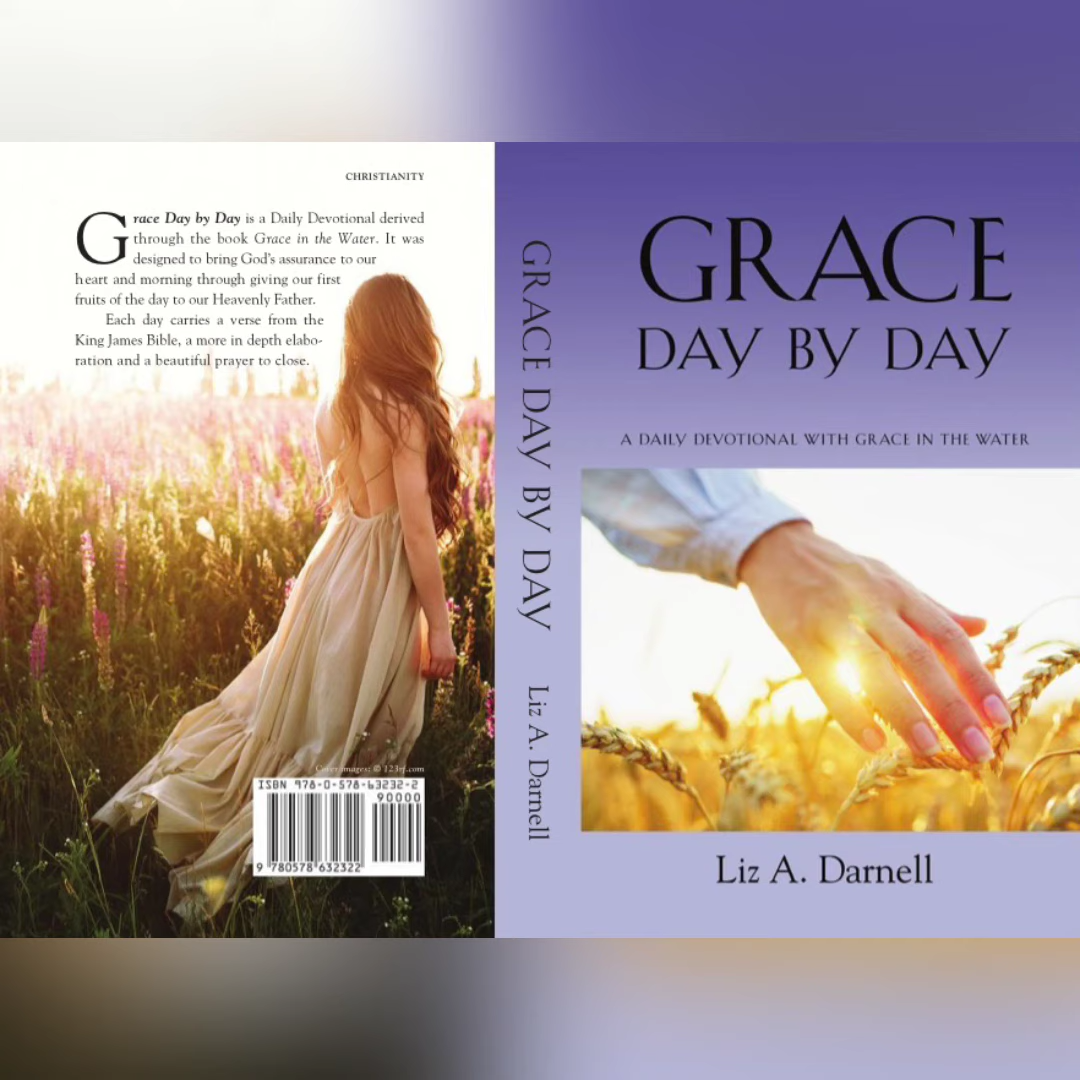 CHRISTIANITY
Grace Day by Day is a Daily Devotional derived
through the book Grace in the Water. It was
designed to bring God's assurance to our
heart and morning through giving our first
fruits of the day to our Heavenly Father.
Each day carries a verse from the
King James Bible, a more in depth elabo-
ration and a beautiful prayer to close.
Cover images: © 123rf.com
ISBN 978-0-578-63232-2
90000
9 780578 632322
GRACE DAY BY DAY Liz A. Darnell
GRACE
DAY BY DAY
A DAILY DEVOTIONAL WITH GRACE IN THE WATER
Liz A. Darnell